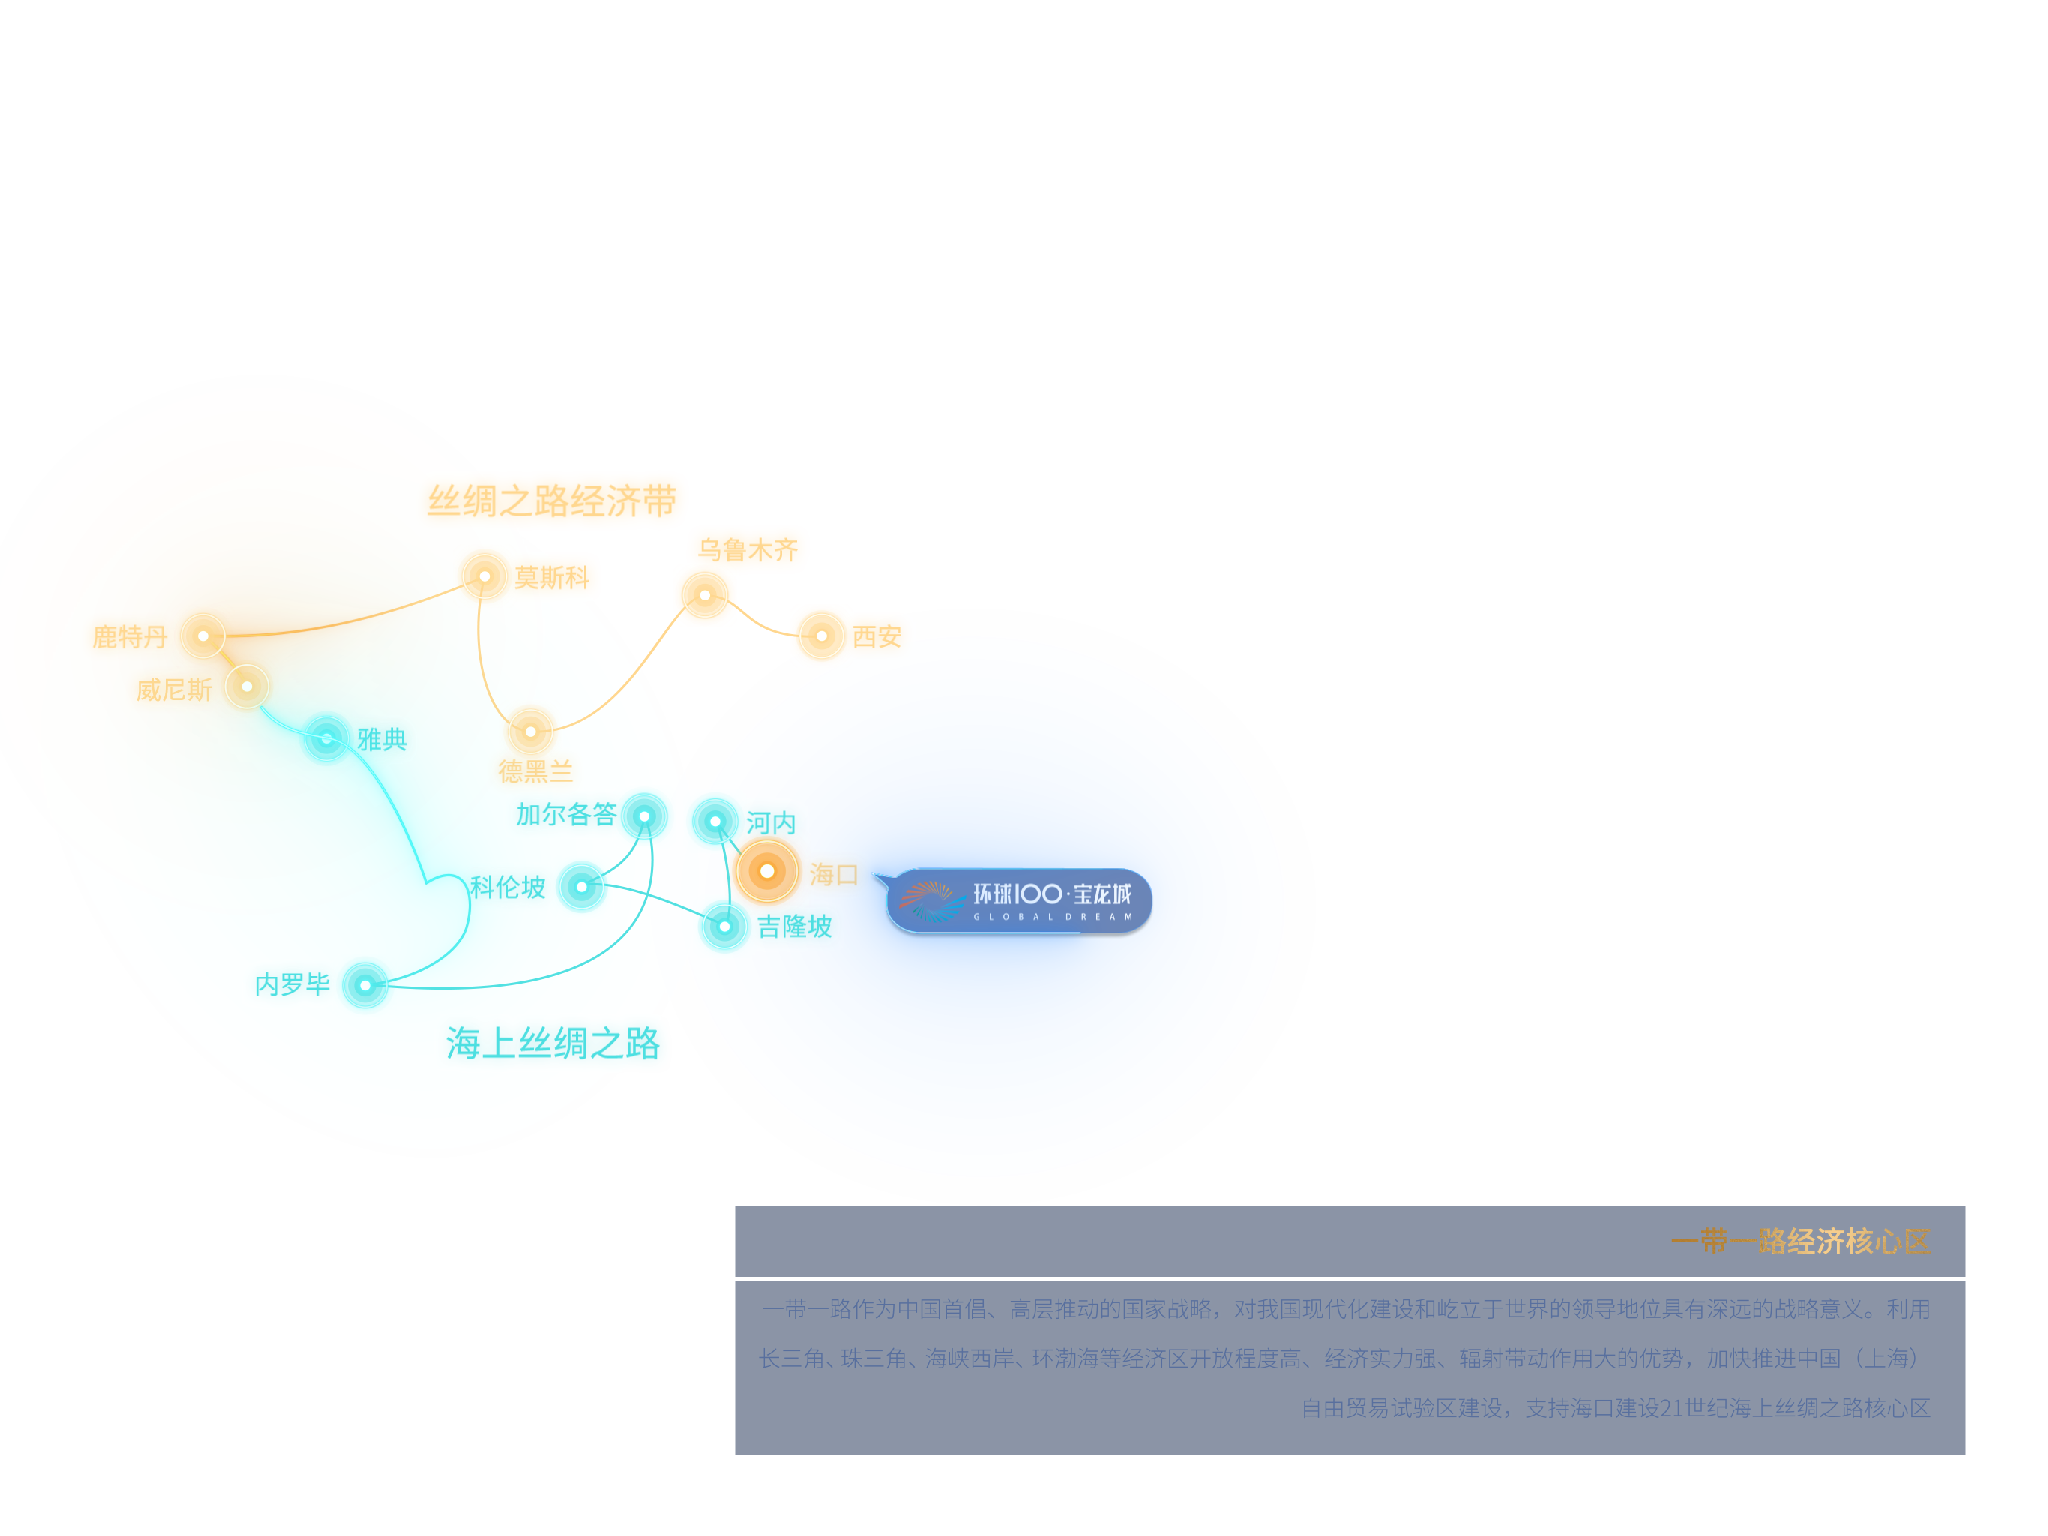 丝绸之路经济带
乌鲁木齐
莫斯科
鹿特丹
西安
威尼斯
雅典
德黑兰
加尔各答
河内
海口
科伦坡
环球100·宝龙城
GLOBAL DREAM
吉隆坡
内罗毕
海上丝绸之路
一带一路经济核心区
一带一路作为中国首倡、高层推动的国家战略，对我国现代化建设和屹立于世界的领导地位具有深远的战略意义。利用
长三角、珠三角、海峡西岸、环渤海等经济区开放程度高、经济实力强、辐射带动作用大的优势，加快推进中国（上海）
自由贸易试验区建设，支持海口建设21世纪海上丝绸之路核心区